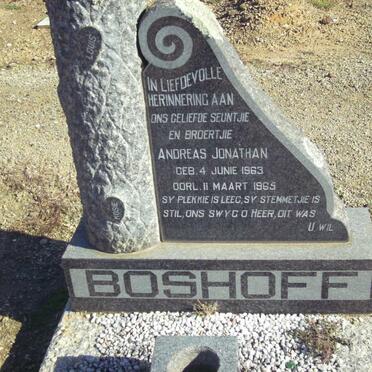 LOUIS
IN LIEFDEVOLLE
HERINNERING AAN
ONS GELIEFDE SEUNTJIE
EN BROERTJIE
ANDREAS JONATHAN
GEB. 4 JUNIE 1963
OORL. 11 MAART 1965
SY PLEKKIE IS LEEG, SY STEMMETJIE IS
STIL, ONS SWYG O HEER, DIT WAS
U WIL
BOSHOFF